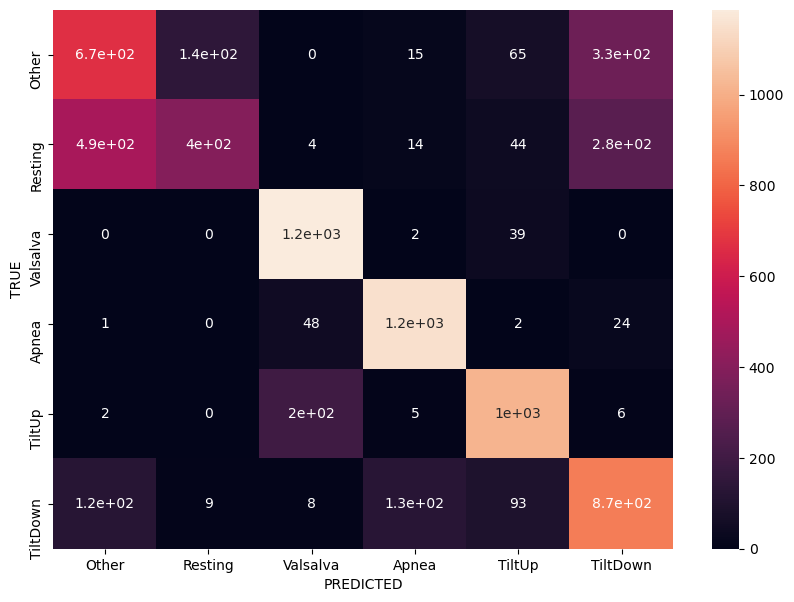 Other 6.7e+02 1.4e+02 0 15 65 3.3e+02
Resting 4.9e+02 4e+02 4 14 44 2.8e+02
Valsalva 0 0 1.2e+03 2 39 0
Apnea 1 0 48 1.2e+03 2 24
TiltUp 2 0 2e+02 5 1e+03 6
TiltDown 1.2e+02 9 8 1.3e+02 93 8.7e+02
TRUE
Other Resting Valsalva Apnea TiltUp TiltDown
PREDICTED
1000
800
600
400
200
0